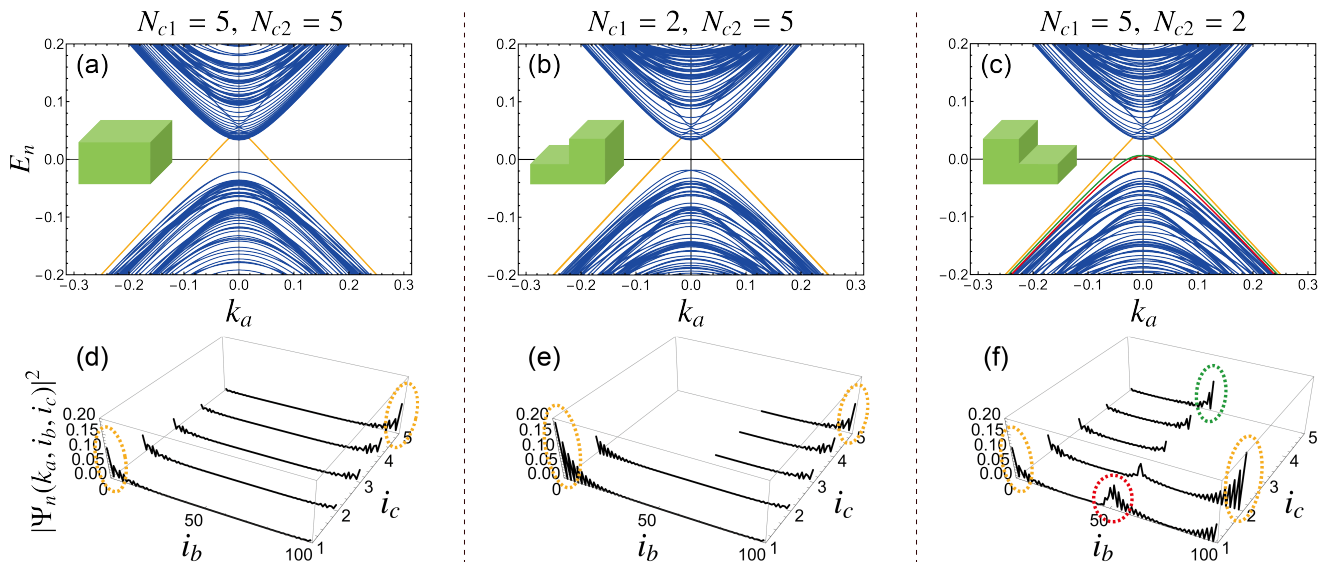 N_{c1} = 5, N_{c2} = 5
N_{c1} = 2, N_{c2} = 5
N_{c1} = 5, N_{c2} = 2
(a)
0.2
0.1
0.0
−0.1
−0.2
E_n
−0.3 −0.2 −0.1 0.0 0.1 0.2 0.3
k_a
(b)
0.2
0.1
0.0
−0.1
−0.2
−0.3 −0.2 −0.1 0.0 0.1 0.2 0.3
k_a
(c)
0.2
0.1
0.0
−0.1
−0.2
−0.3 −0.2 −0.1 0.0 0.1 0.2 0.3
k_a
(d)
|Ψ_n(k_a, i_b, i_c)|²
0.20
0.15
0.10
0.05
0.00
0
50
100
i_b
1
2
3
4
5
i_c
(e)
0.20
0.15
0.10
0.05
0.00
0
50
100
i_b
1
2
3
4
5
i_c
(f)
0.20
0.15
0.10
0.05
0.00
0
50
100
i_b
1
2
3
4
5
i_c